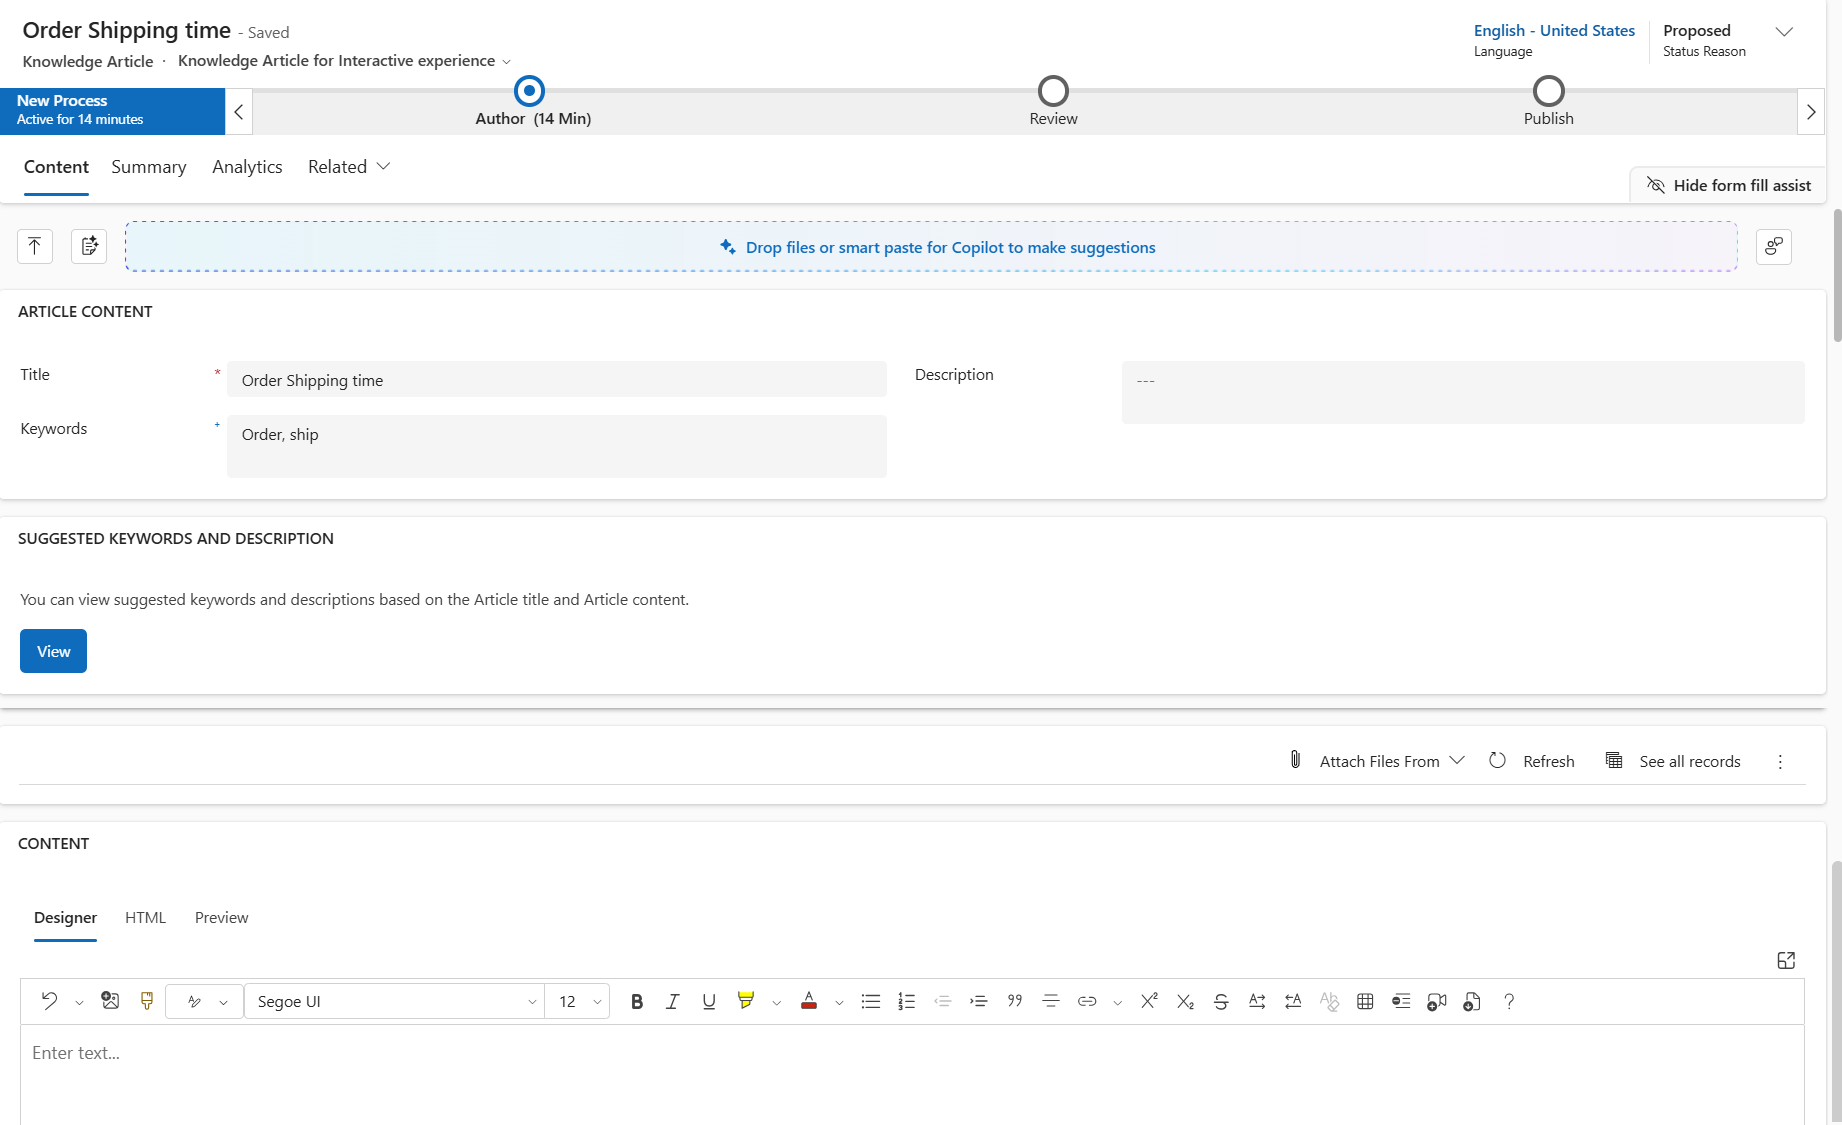 Order Shipping time - Saved
Knowledge Article · Knowledge Article for Interactive experience
English - United States
Language
Proposed
Status Reason
New Process
Active for 14 minutes
Author (14 Min)
Review
Publish
Content Summary Analytics Related
Hide form fill assist
Drop files or smart paste for Copilot to make suggestions
ARTICLE CONTENT
Title * Order Shipping time
Description ---
Keywords + Order, ship
SUGGESTED KEYWORDS AND DESCRIPTION
You can view suggested keywords and descriptions based on the Article title and Article content.
View
Attach Files From Refresh See all records
CONTENT
Designer HTML Preview
Segoe UI 12
Enter text...